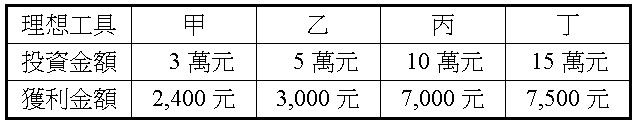 理想工具 甲 乙 丙 丁
投資金額 3 萬元 5 萬元 10 萬元 15 萬元
獲利金額 2,400 元 3,000 元 7,000 元 7,500 元